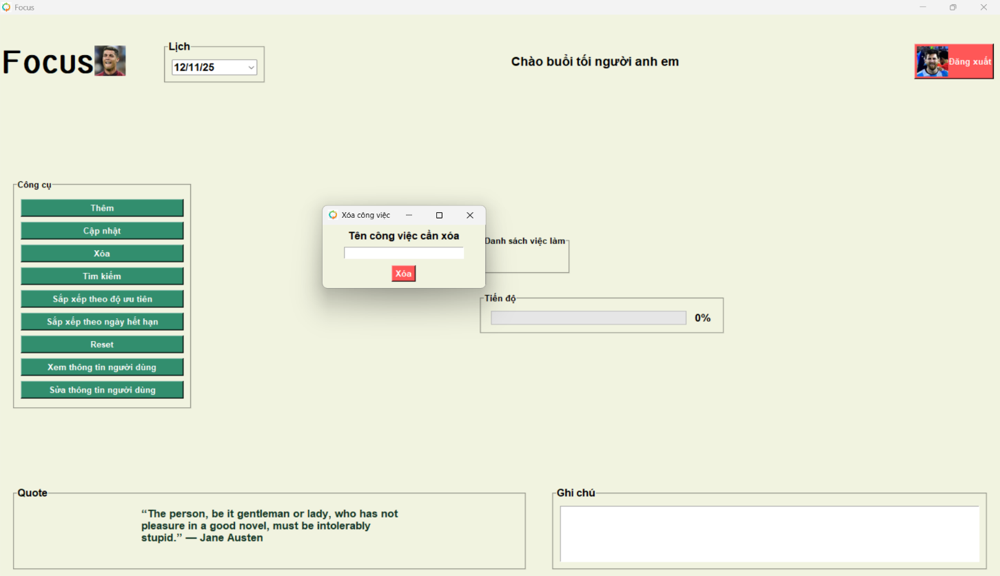 Focus
Focus
Lịch
12/11/25
Chào buổi tối người anh em
Đăng xuất
Công cụ
Thêm
Cập nhật
Xóa
Tìm kiếm
Sắp xếp theo độ ưu tiên
Sắp xếp theo ngày hết hạn
Reset
Xem thông tin người dùng
Sửa thông tin người dùng
Xóa công việc
Tên công việc cần xóa
Xóa
Danh sách việc làm
Tiến độ
0%
Quote
“The person, be it gentleman or lady, who has not
pleasure in a good novel, must be intolerably
stupid.” — Jane Austen
Ghi chú